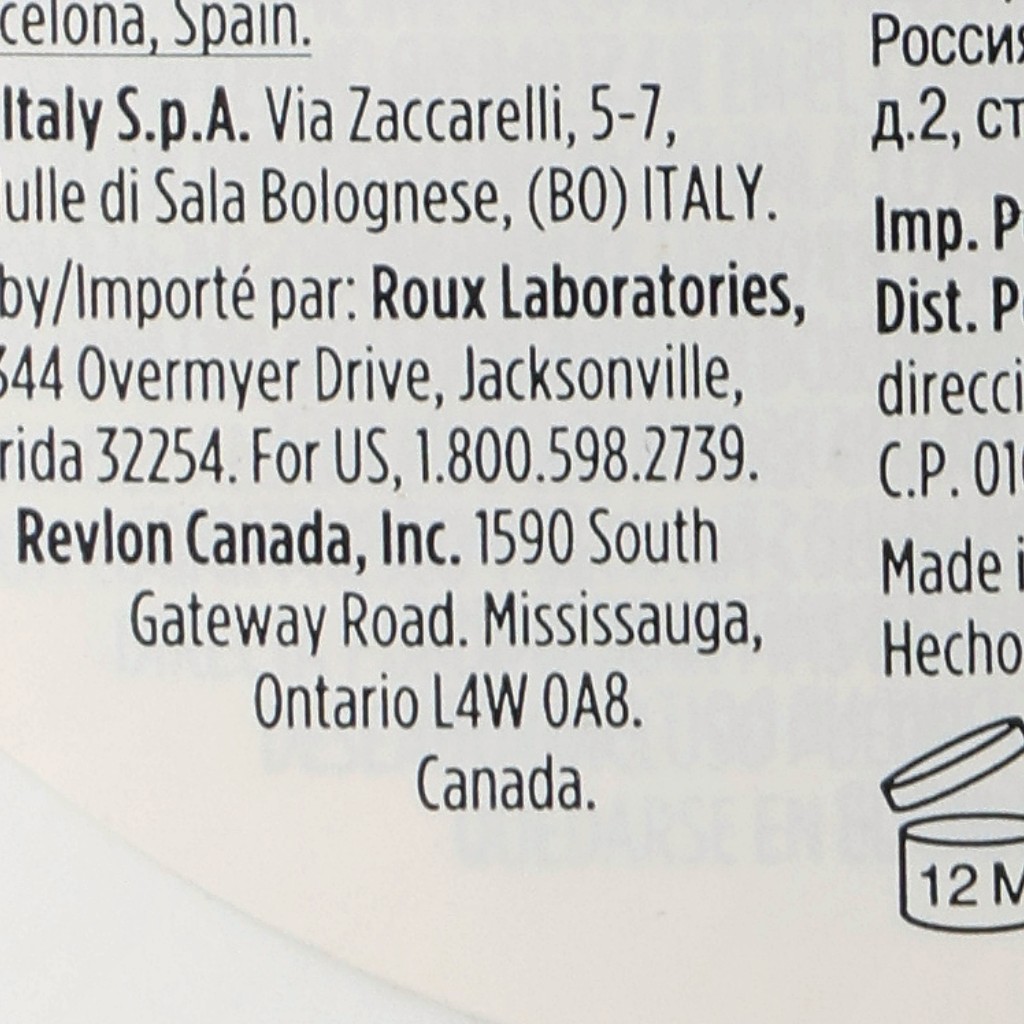 celona, Spain.
Italy S.p.A. Via Zaccarelli, 5-7,
ulle di Sala Bolognese, (BO) ITALY.
by/Importé par: Roux Laboratories,
344 Overmyer Drive, Jacksonville,
rida 32254. For US, 1.800.598.2739.
Revlon Canada, Inc. 1590 South
Gateway Road. Mississauga,
Ontario L4W 0A8.
Canada.
Россия
д.2, ст
Imp. P
Dist. P
direcci
C.P. 01
Made i
Hecho
12 M